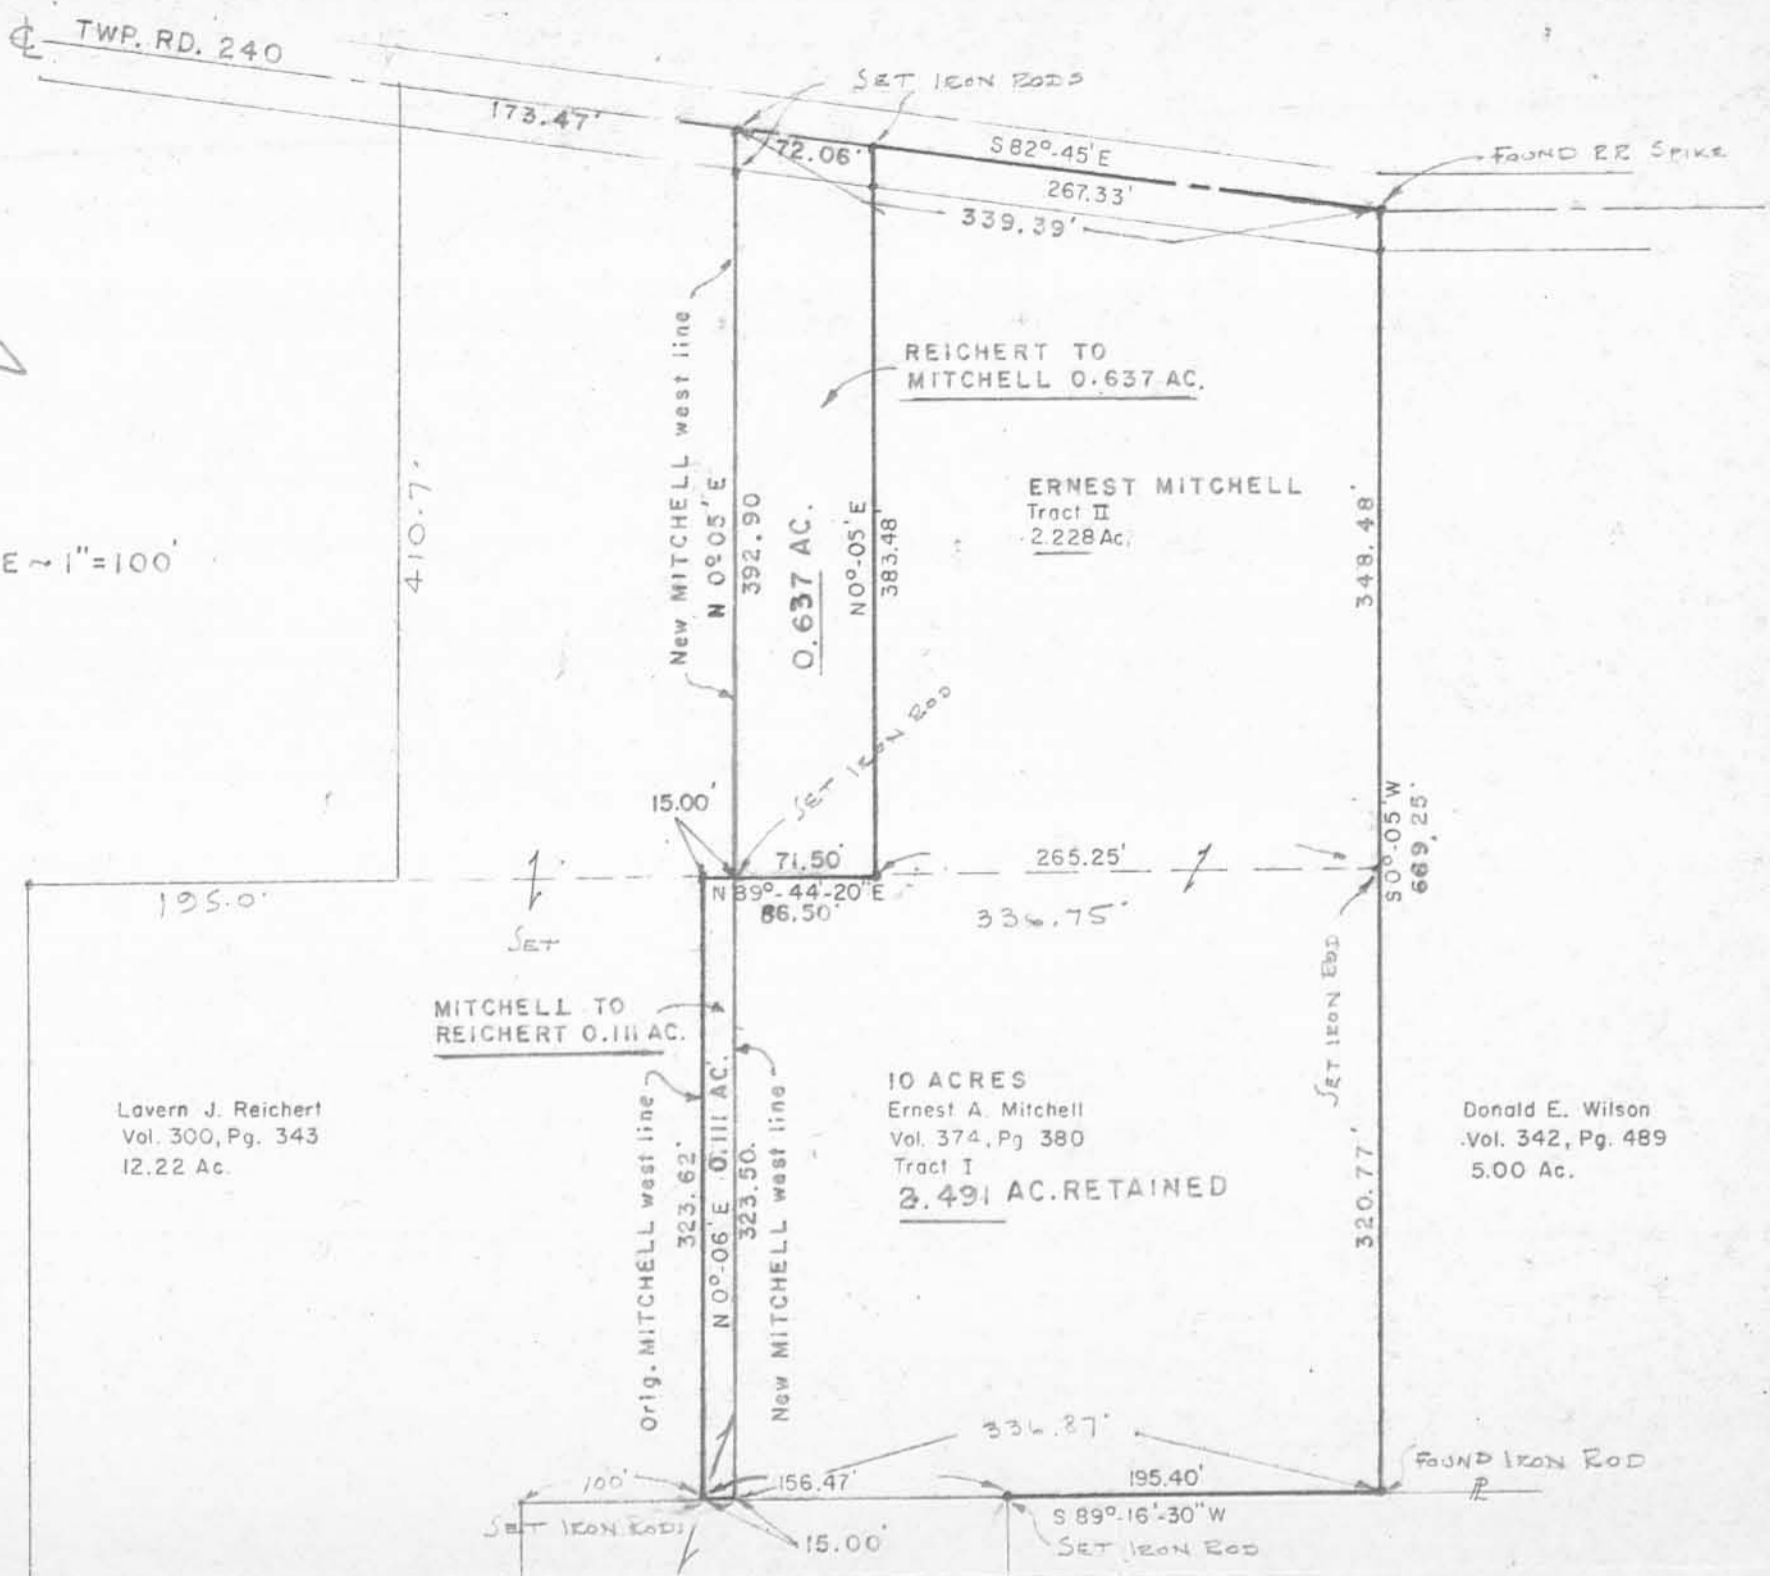 ℄ TWP. RD. 240
SET IRON RODS
173.47'
72.06'
S 82°-45' E
FOUND RR SPIKE
267.33'
339.39'
New MITCHELL west line
N 0°05' E
392.90
0.637 AC.
N 0°-05' E
383.48'
REICHERT TO
MITCHELL 0.637 AC.
ERNEST MITCHELL
Tract II
2.228 Ac.
348.48'
410.7'
E ~ 1"=100'
SET IRON ROD
15.00'
71.50'
265.25'
S 0°-05' W
669.25'
195.0'
N 89°-44'-20" E
86.50'
336.75'
SET
SET IRON ROD
MITCHELL TO
REICHERT 0.111 AC.
Orig. MITCHELL west line
323.62'
N 0°-06' E 0.111 AC.
323.50'
New MITCHELL west line
Lavern J. Reichert
Vol. 300, Pg. 343
12.22 Ac.
10 ACRES
Ernest A. Mitchell
Vol. 374, Pg 380
Tract I
2.491 AC. RETAINED
320.77'
Donald E. Wilson
Vol. 342, Pg. 489
5.00 Ac.
336.87'
100'
156.47'
195.40'
FOUND IRON ROD
℄
SET IRON RODS
15.00'
S 89°-16'-30" W
SET IRON ROD